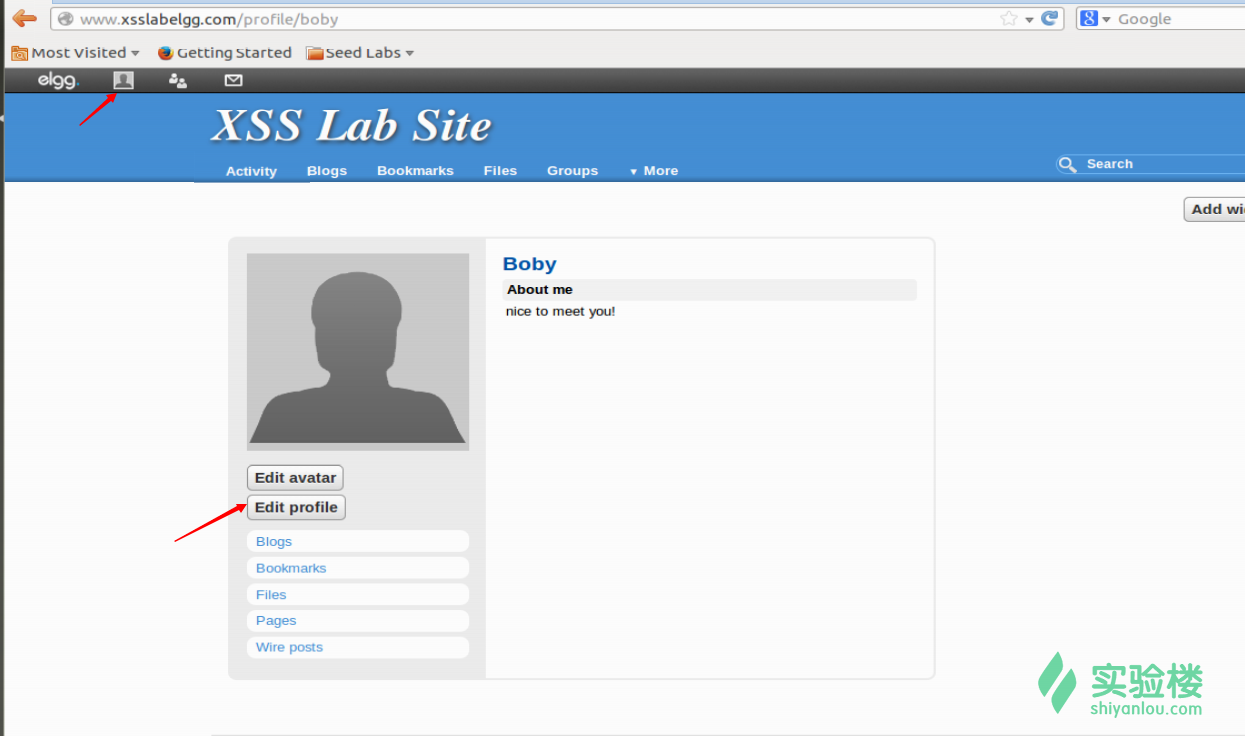 www.xsslabelgg.com/profile/boby
Google
Most Visited Getting Started Seed Labs
elgg.
XSS Lab Site
Activity Blogs Bookmarks Files Groups ▼ More
Search
Add wi
Boby
About me
nice to meet you!
Edit avatar
Edit profile
Blogs
Bookmarks
Files
Pages
Wire posts
实验楼
shiyanlou.com